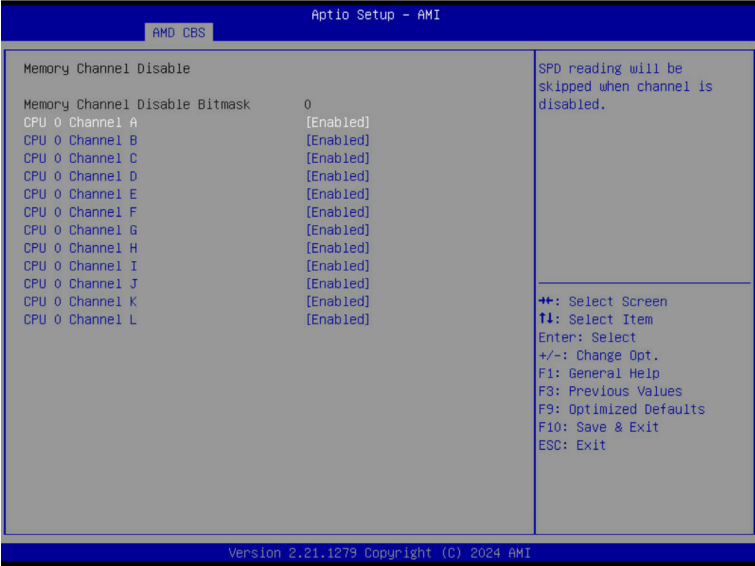 Aptio Setup – AMI
AMD CBS
Memory Channel Disable
Memory Channel Disable Bitmask 0
CPU 0 Channel A [Enabled]
CPU 0 Channel B [Enabled]
CPU 0 Channel C [Enabled]
CPU 0 Channel D [Enabled]
CPU 0 Channel E [Enabled]
CPU 0 Channel F [Enabled]
CPU 0 Channel G [Enabled]
CPU 0 Channel H [Enabled]
CPU 0 Channel I [Enabled]
CPU 0 Channel J [Enabled]
CPU 0 Channel K [Enabled]
CPU 0 Channel L [Enabled]
SPD reading will be
skipped when channel is
disabled.
→←: Select Screen
↑↓: Select Item
Enter: Select
+/-: Change Opt.
F1: General Help
F3: Previous Values
F9: Optimized Defaults
F10: Save & Exit
ESC: Exit
Version 2.21.1279 Copyright (C) 2024 AMI